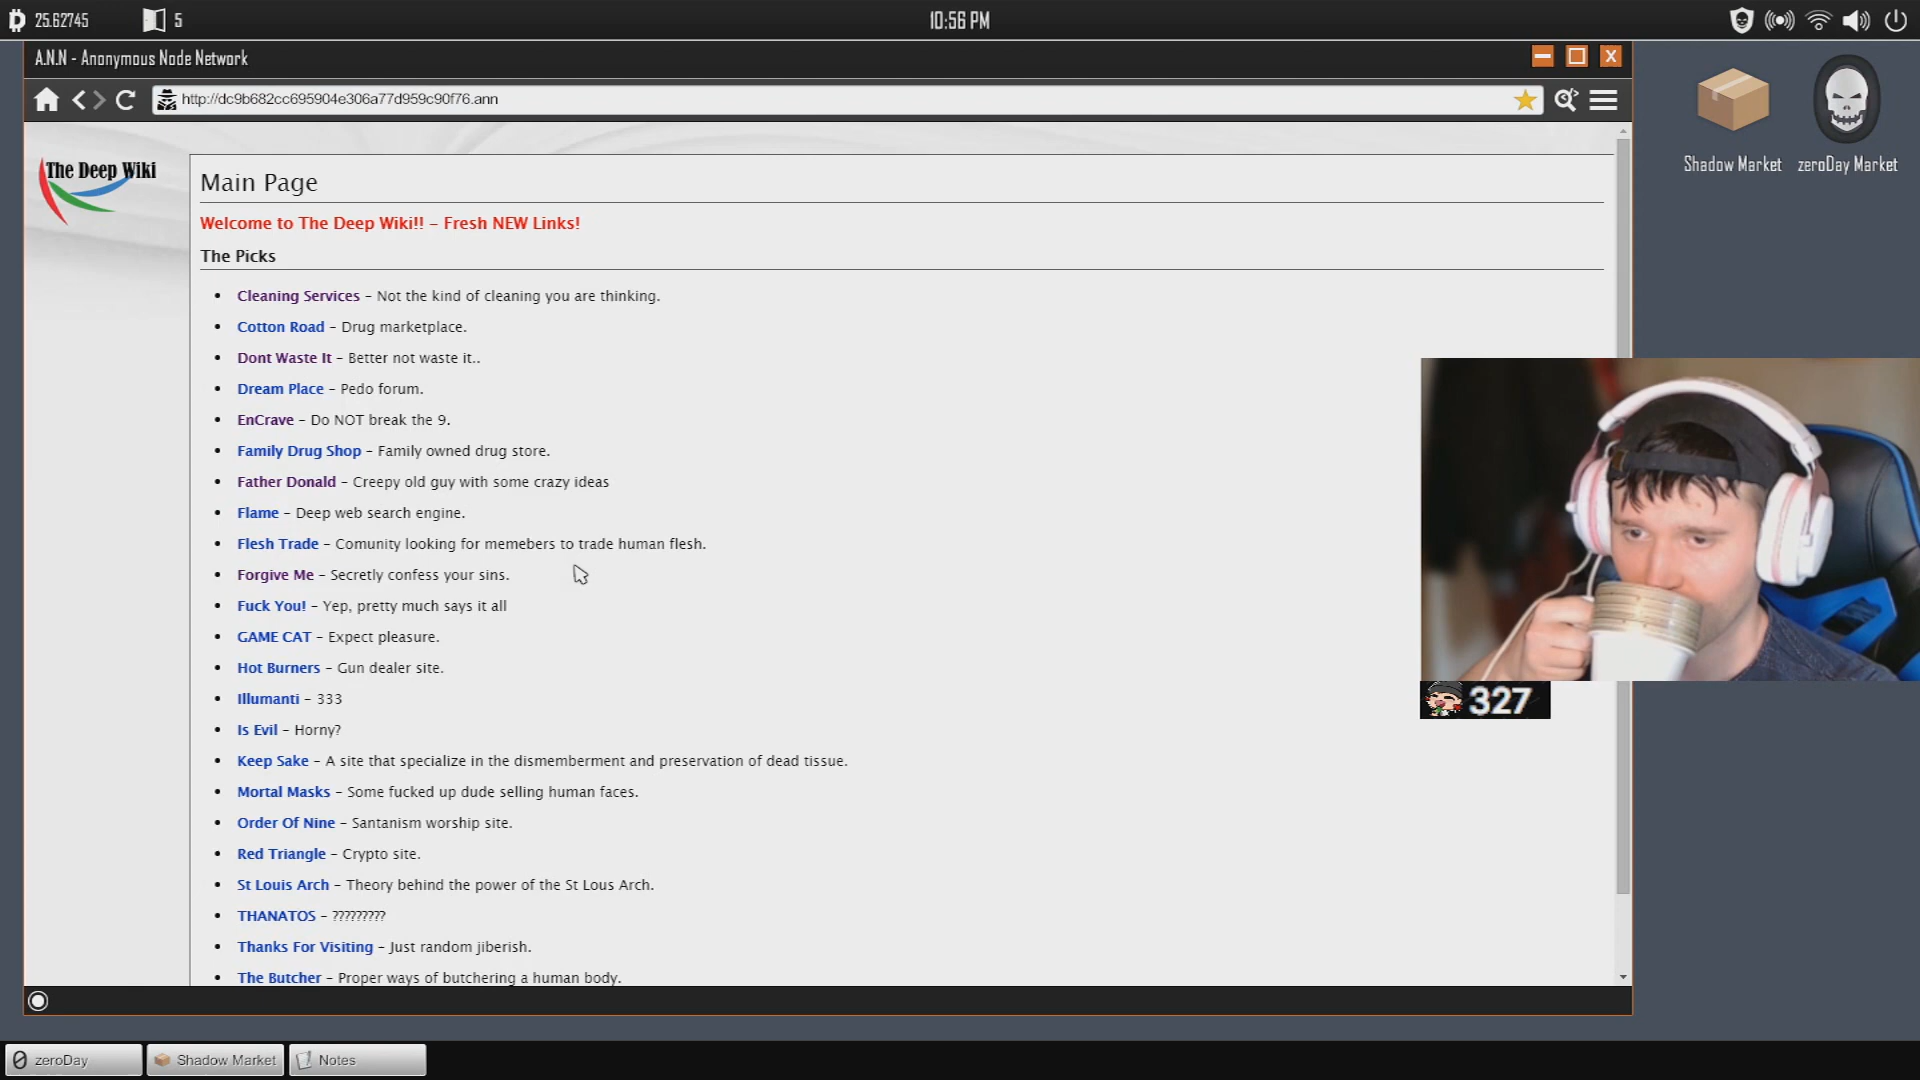 25.62745
5
10:56 PM
A.N.N - Anonymous Node Network
http://dc9b682cc695904e306a77d959c90f76.ann
Shadow Market
zeroDay Market
The Deep Wiki
Main Page
Welcome to The Deep Wiki!! - Fresh NEW Links!
The Picks
Cleaning Services - Not the kind of cleaning you are thinking.
Cotton Road - Drug marketplace.
Dont Waste It - Better not waste it..
Dream Place - Pedo forum.
EnCrave - Do NOT break the 9.
Family Drug Shop - Family owned drug store.
Father Donald - Creepy old guy with some crazy ideas
Flame - Deep web search engine.
Flesh Trade - Comunity looking for memebers to trade human flesh.
Forgive Me - Secretly confess your sins.
Fuck You! - Yep, pretty much says it all
GAME CAT - Expect pleasure.
Hot Burners - Gun dealer site.
Illumanti - 333
Is Evil - Horny?
Keep Sake - A site that specialize in the dismemberment and preservation of dead tissue.
Mortal Masks - Some fucked up dude selling human faces.
Order Of Nine - Santanism worship site.
Red Triangle - Crypto site.
St Louis Arch - Theory behind the power of the St Lous Arch.
THANATOS - ?????????
Thanks For Visiting - Just random jiberish.
The Butcher - Proper ways of butchering a human body.
327
zeroDay
Shadow Market
Notes